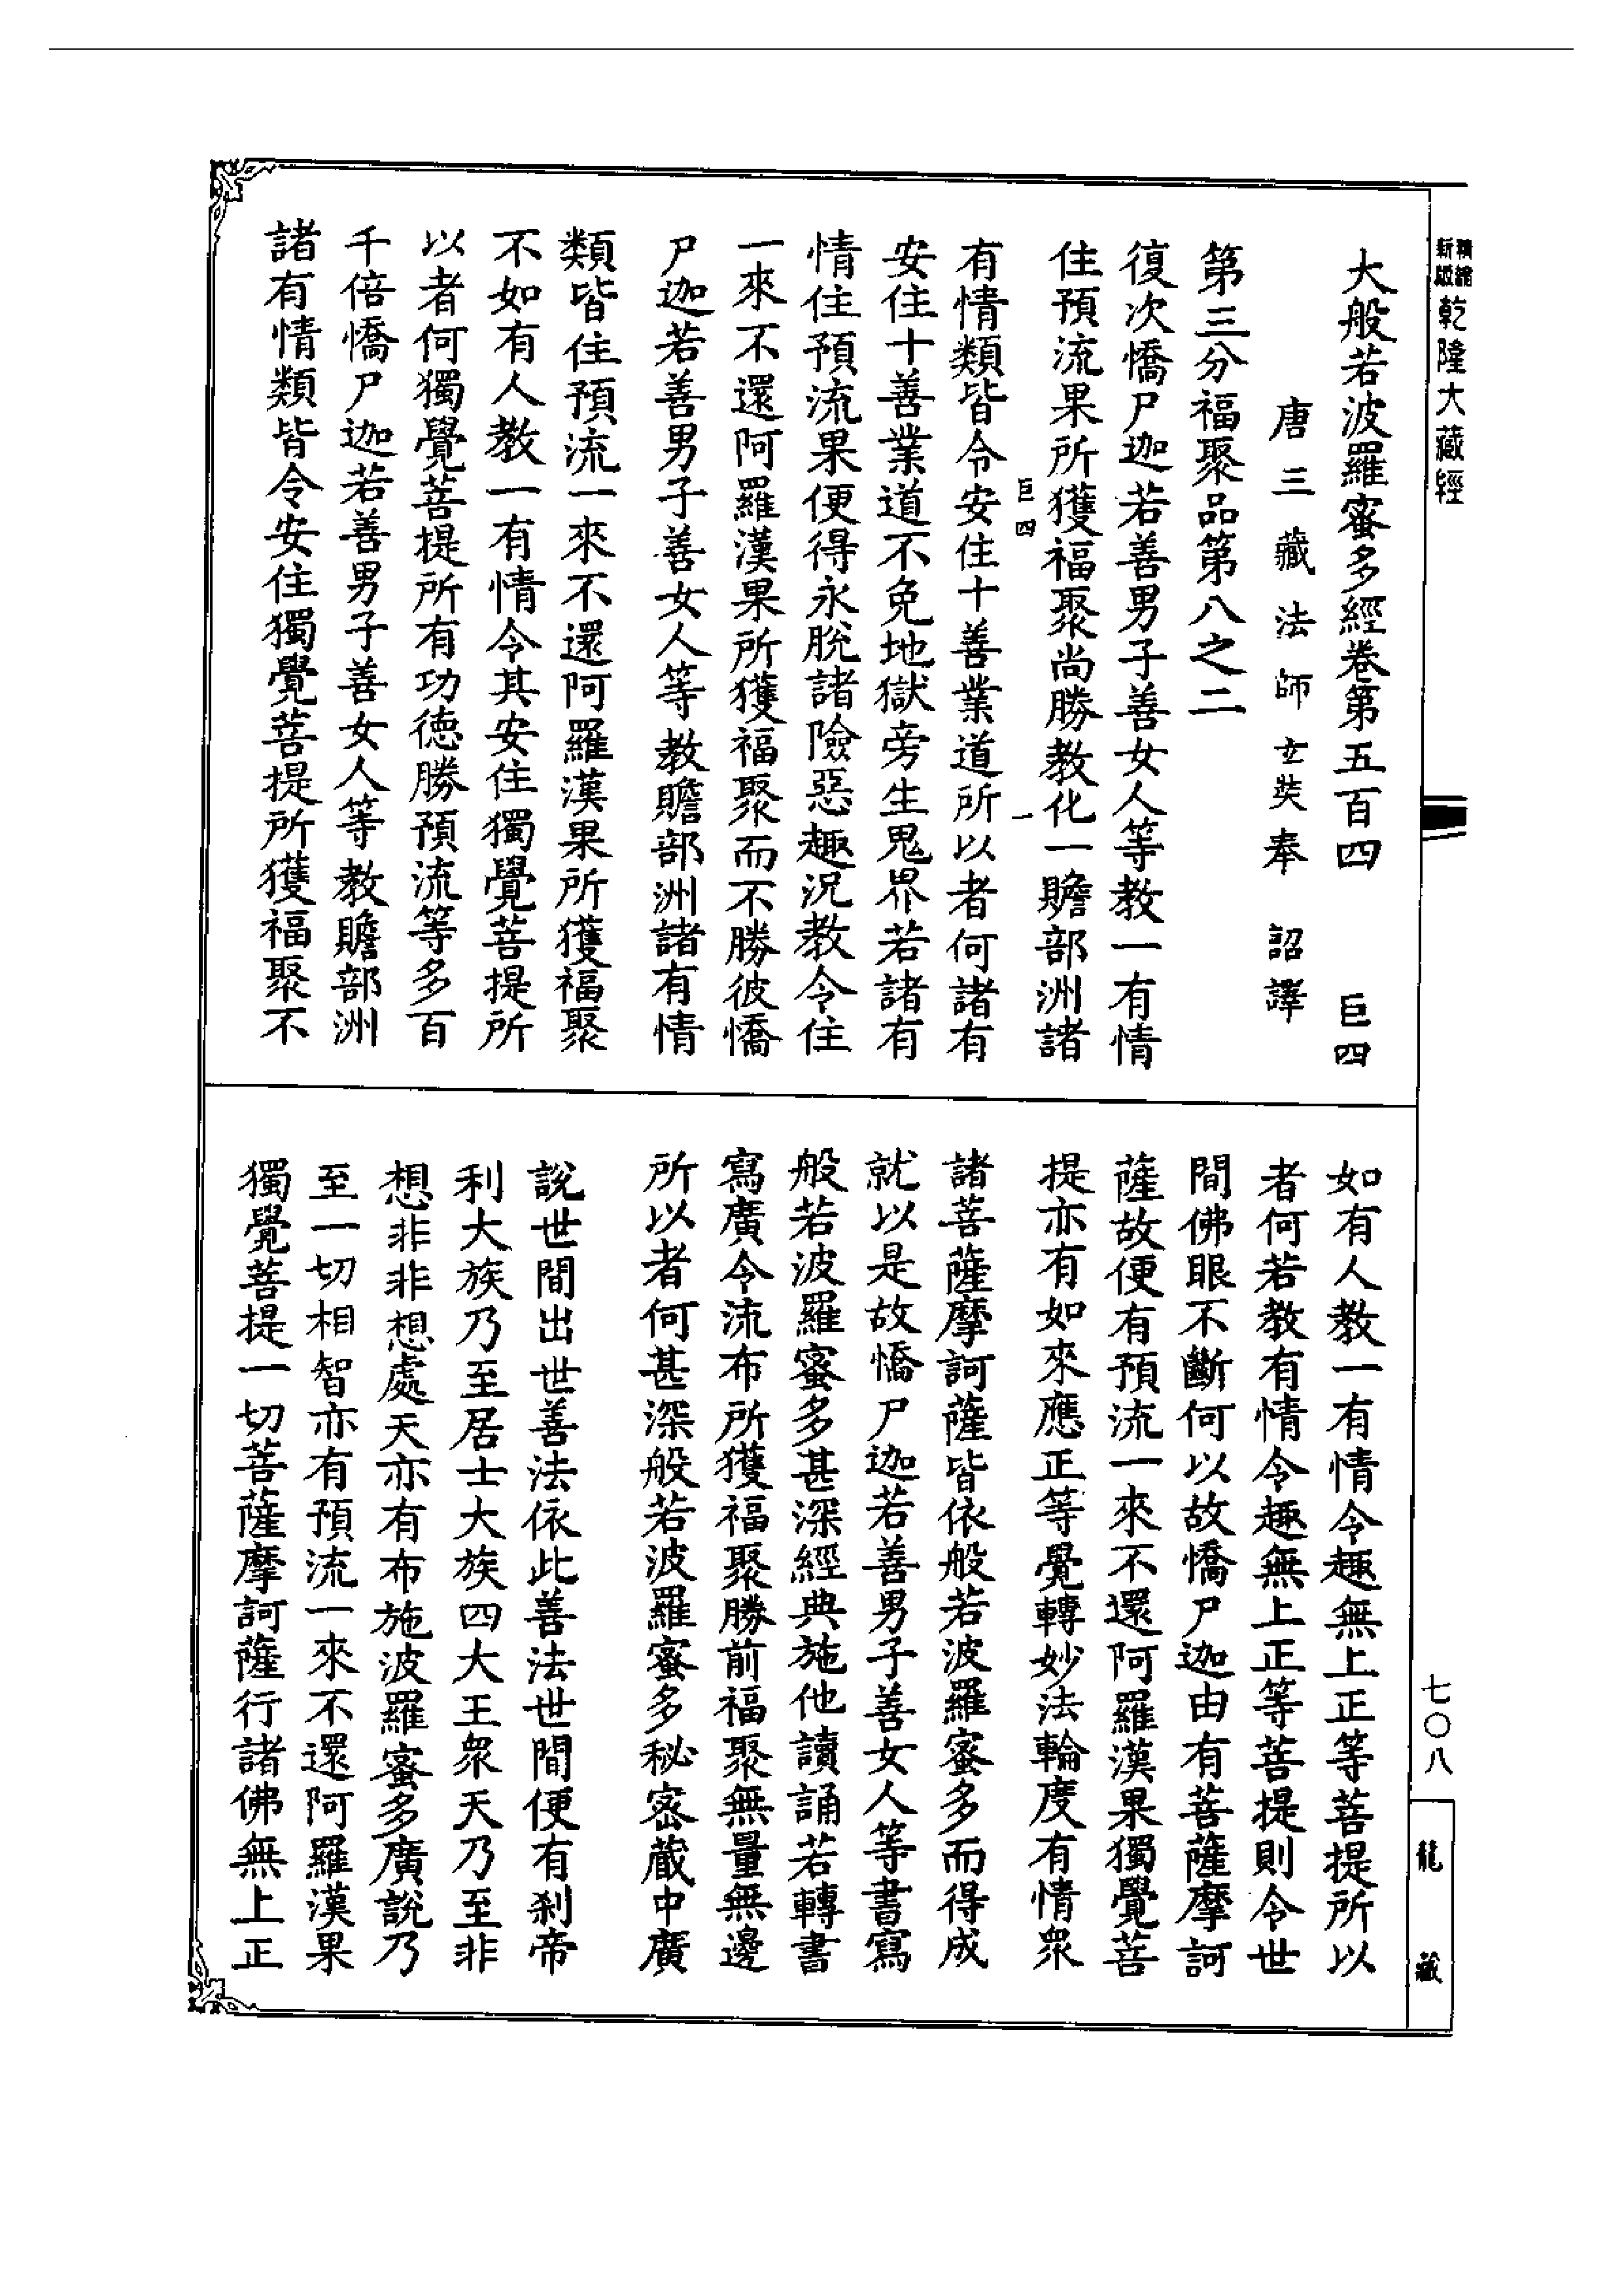 精縮新版乾隆大藏經
大般若波羅蜜多經卷第五百四　巨四
唐三藏法師玄奘奉　詔譯
第三分福聚品第八之二
復次憍尸迦若善男子善女人等教一有情
住預流果所獲福聚尚勝教化一贍部洲諸
巨四　一
有情類皆令安住十善業道所以者何諸有
安住十善業道不免地獄旁生鬼界若諸有
情住預流果便得永脫諸險惡趣況教令住
一來不還阿羅漢果所獲福聚而不勝彼憍
尸迦若善男子善女人等教贍部洲諸有情
類皆住預流一來不還阿羅漢果所獲福聚
不如有人教一有情令其安住獨覺菩提所
以者何獨覺菩提所有功德勝預流等多百
千倍憍尸迦若善男子善女人等教贍部洲
諸有情類皆令安住獨覺菩提所獲福聚不
如有人教一有情令趣無上正等菩提所以
者何若教有情令趣無上正等菩提則令世
間佛眼不斷何以故憍尸迦由有菩薩摩訶
薩故便有預流一來不還阿羅漢果獨覺菩
提亦有如來應正等覺轉妙法輪度有情眾
諸菩薩摩訶薩皆依般若波羅蜜多而得成
就以是故憍尸迦若善男子善女人等書寫
般若波羅蜜多甚深經典施他讀誦若轉書
寫廣令流布所獲福聚勝前福聚無量無邊
所以者何甚深般若波羅蜜多秘密藏中廣
說世間出世善法依此善法世間便有剎帝
利大族乃至居士大族四大王眾天乃至非
想非非想處天亦有布施波羅蜜多廣說乃
至一切相智亦有預流一來不還阿羅漢果
獨覺菩提一切菩薩摩訶薩行諸佛無上正
七〇八
龍藏